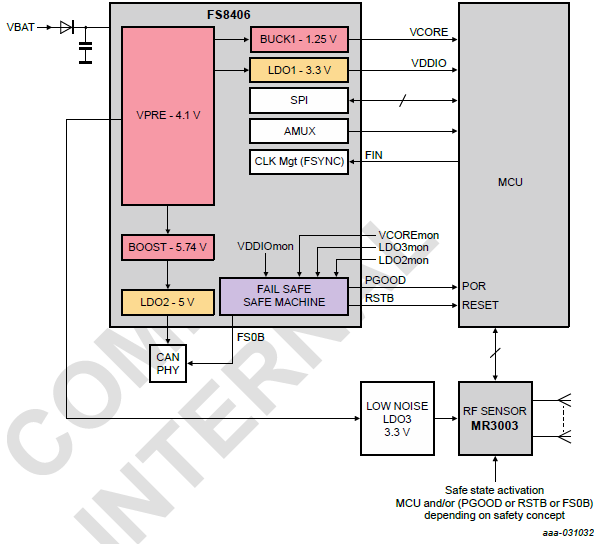 FS8406
VBAT
BUCK1 - 1.25 V
VCORE
LDO1 - 3.3 V
VDDIO
SPI
VPRE - 4.1 V
AMUX
CLK Mgt (FSYNC)
FIN
MCU
BOOST - 5.74 V
VDDIOmon
VCOREmon
LDO3mon
LDO2mon
FAIL SAFE
SAFE MACHINE
PGOOD
POR
LDO2 - 5 V
RSTB
RESET
FS0B
CAN
PHY
LOW NOISE
LDO3
3.3 V
RF SENSOR
MR3003
Safe state activation
MCU and/or (PGOOD or RSTB or FS0B)
depending on safety concept
aaa-031032
INTERNAL